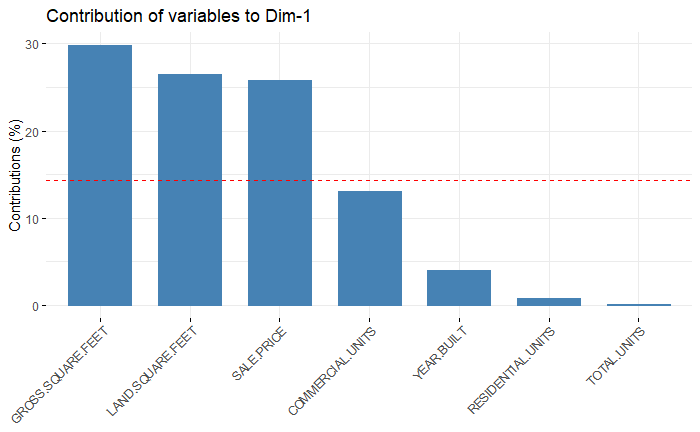 Contribution of variables to Dim-1
Contributions (%)
30
20
10
0
GROSS.SQUARE.FEET
LAND.SQUARE.FEET
SALE.PRICE
COMMERCIAL.UNITS
YEAR.BUILT
RESIDENTIAL.UNITS
TOTAL.UNITS